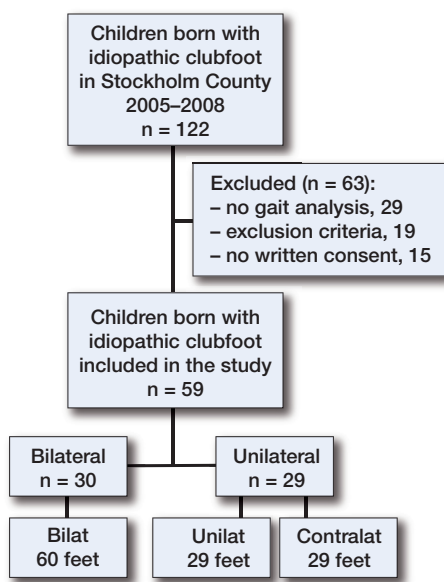 Children born with
idiopathic clubfoot
in Stockholm County
2005–2008
n = 122
Excluded (n = 63):
– no gait analysis, 29
– exclusion criteria, 19
– no written consent, 15
Children born with
idiopathic clubfoot
included in the study
n = 59
Bilateral
n = 30
Unilateral
n = 29
Bilat
60 feet
Unilat
29 feet
Contralat
29 feet